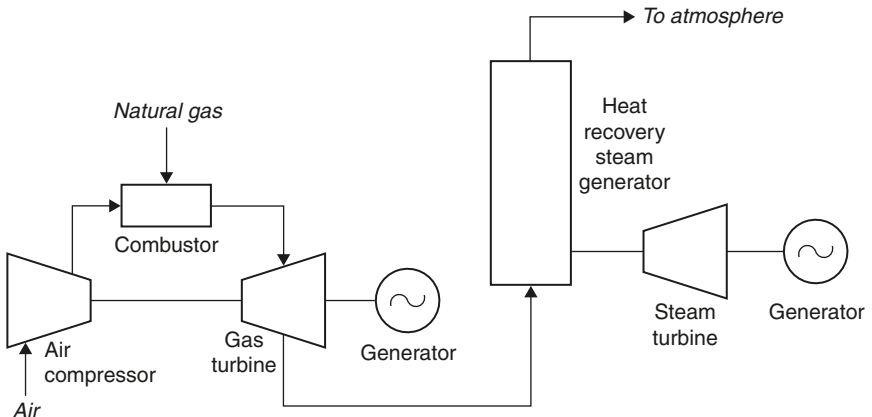 To atmosphere
Natural gas
Heat
recovery
steam
generator
Combustor
Steam
turbine
Generator
Gas
turbine
Generator
Air
compressor
Air